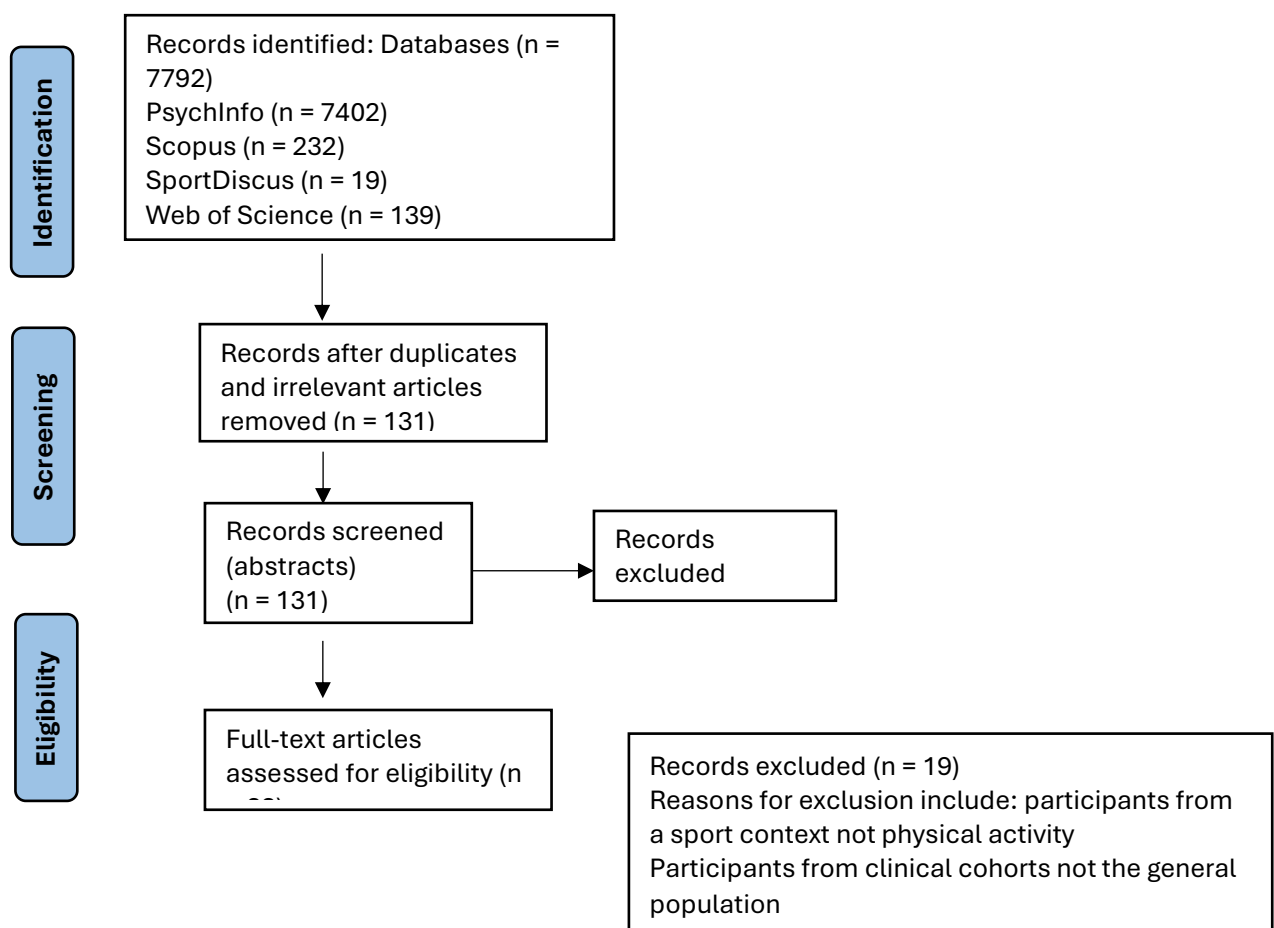 Identification
Records identified: Databases (n =
7792)
PsychInfo (n = 7402)
Scopus (n = 232)
SportDiscus (n = 19)
Web of Science (n = 139)
Screening
Records after duplicates
and irrelevant articles
removed (n = 131)
Records screened
(abstracts)
(n = 131)
Records
excluded
Eligibility
Full-text articles
assessed for eligibility (n
Records excluded (n = 19)
Reasons for exclusion include: participants from
a sport context not physical activity
Participants from clinical cohorts not the general
population